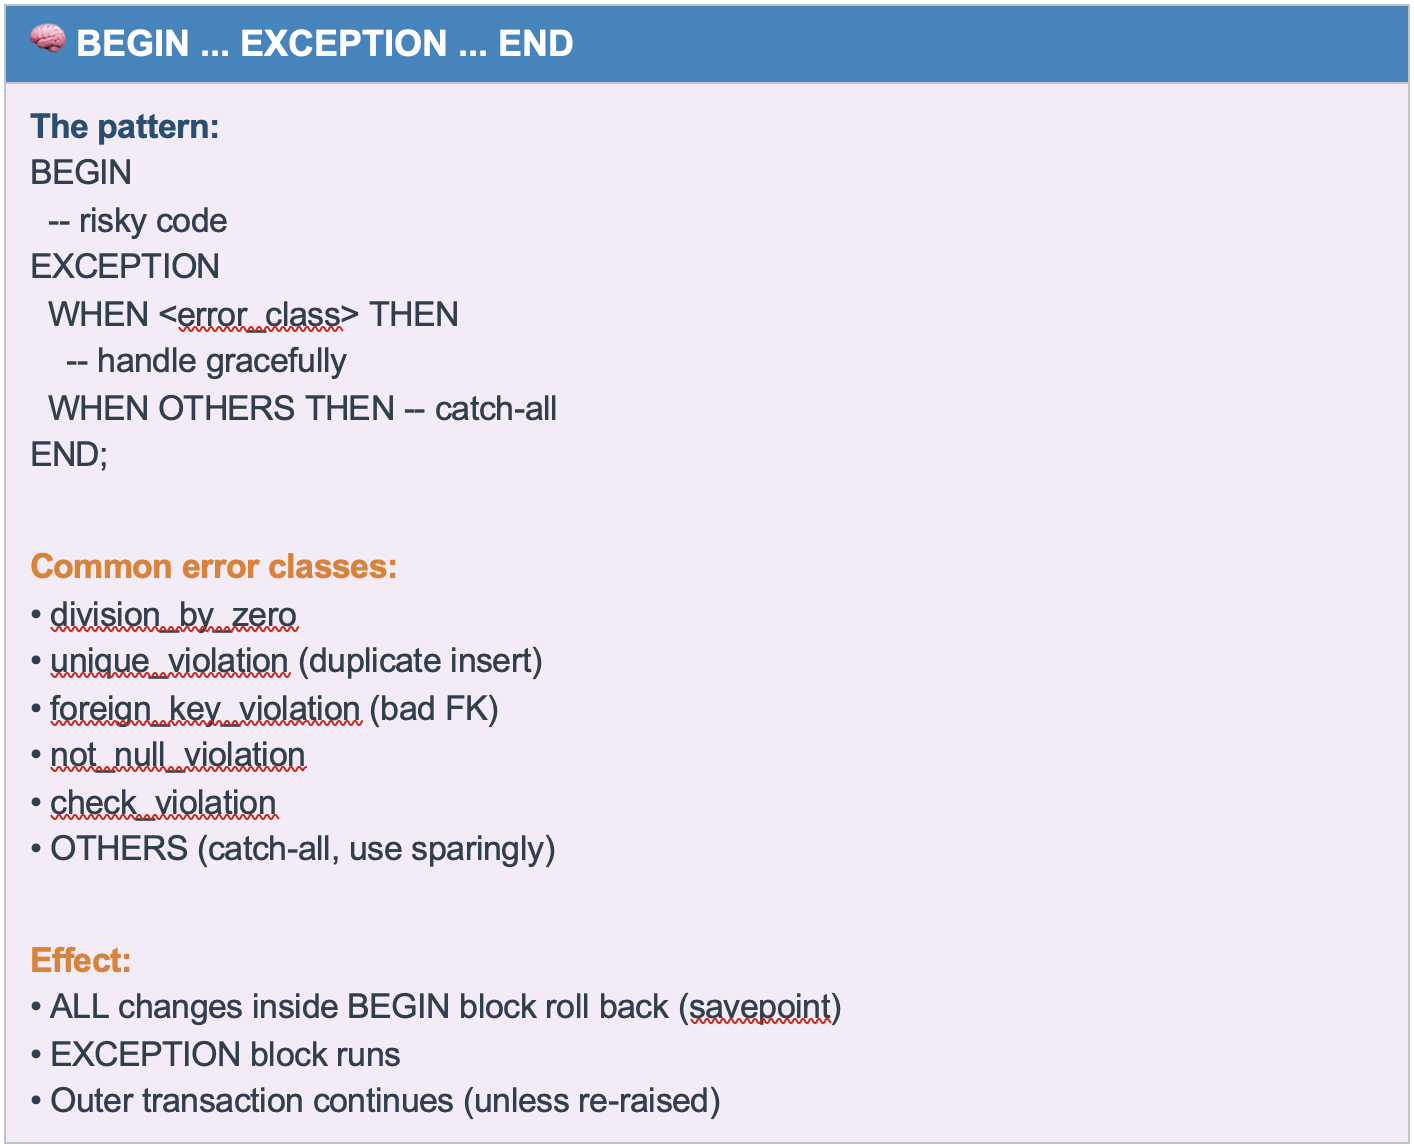 🧠 BEGIN ... EXCEPTION ... END
The pattern:
BEGIN
  -- risky code
EXCEPTION
  WHEN <error_class> THEN
    -- handle gracefully
  WHEN OTHERS THEN -- catch-all
END;
Common error classes:
• division_by_zero
• unique_violation (duplicate insert)
• foreign_key_violation (bad FK)
• not_null_violation
• check_violation
• OTHERS (catch-all, use sparingly)
Effect:
• ALL changes inside BEGIN block roll back (savepoint)
• EXCEPTION block runs
• Outer transaction continues (unless re-raised)